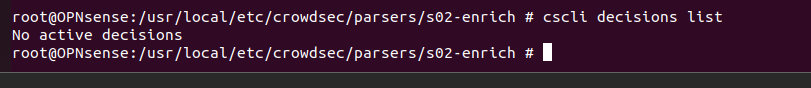 root@OPNsense:/usr/local/etc/crowdsec/parsers/s02-enrich # cscli decisions list
No active decisions
root@OPNsense:/usr/local/etc/crowdsec/parsers/s02-enrich #